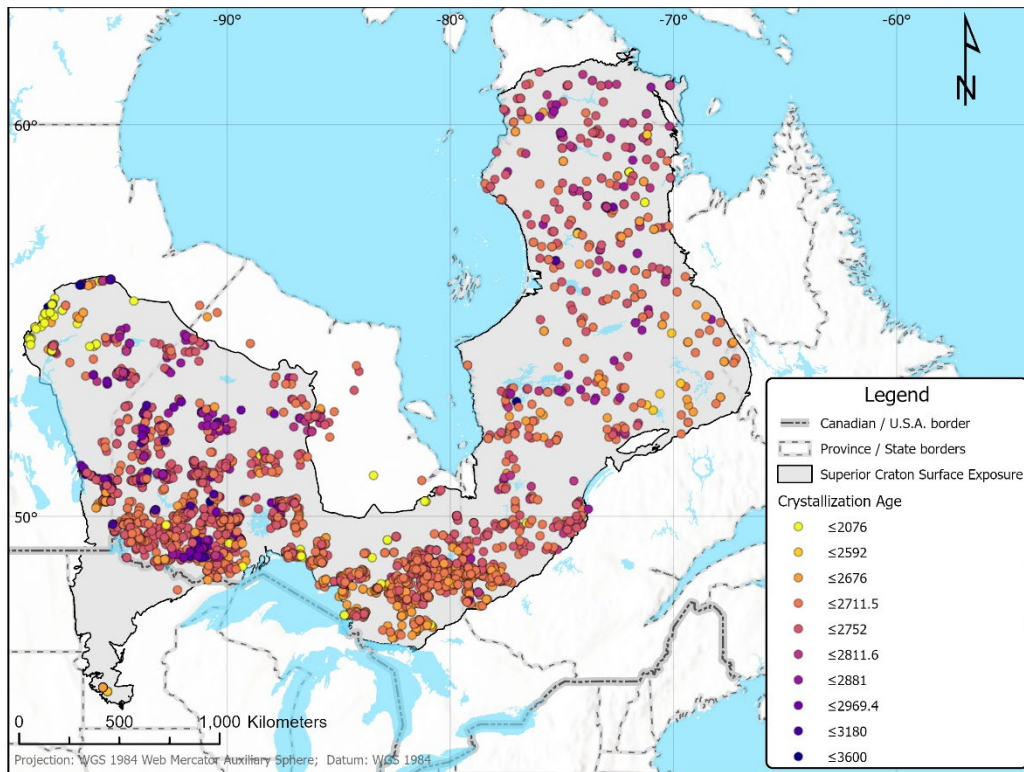 -90° -80° -70° -60°
N
60°
50°
Legend
Canadian / U.S.A. border
Province / State borders
Superior Craton Surface Exposure
Crystallization Age
≤2076
≤2592
≤2676
≤2711.5
≤2752
≤2811.6
≤2881
≤2969.4
≤3180
≤3600
0 500 1,000 Kilometers
Projection: WGS 1984 Web Mercator Auxiliary Sphere; Datum: WGS 1984